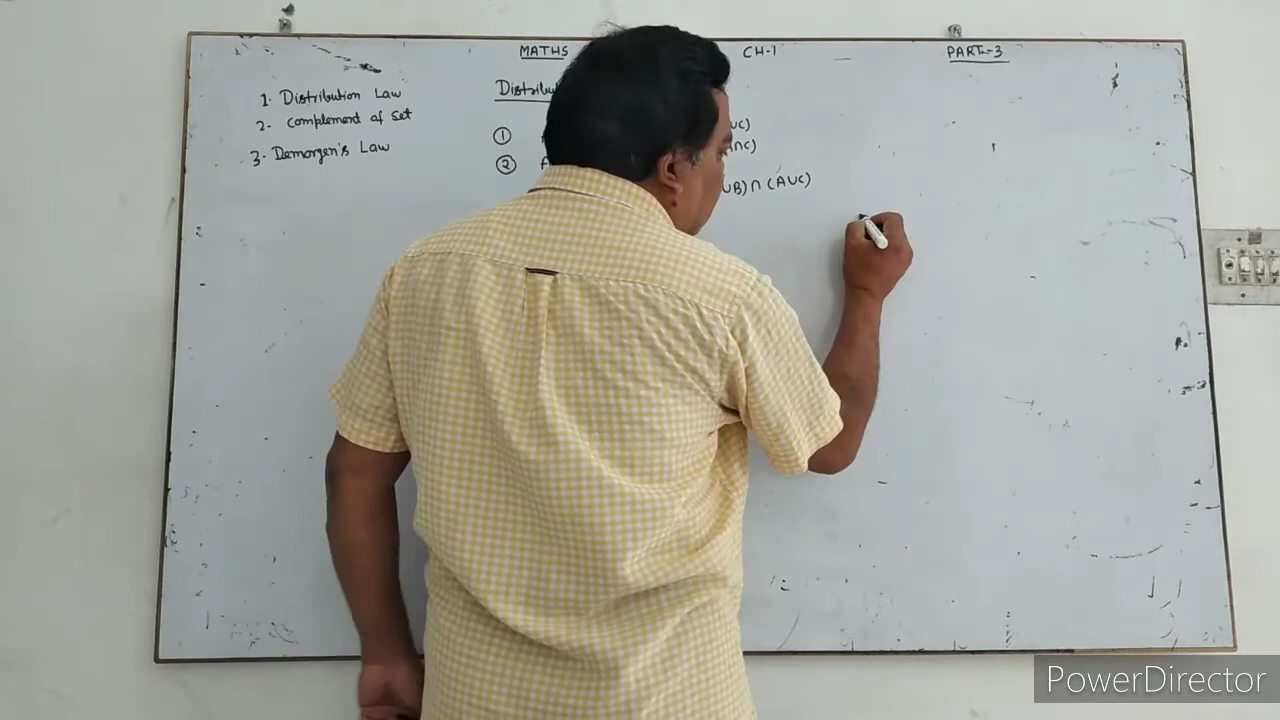 MATHS CH-1 PART-3
1. Distribution Law
2- Complement of Set
3- Demorgen's Law
Distribu
① UC)
② A ∩C)
UB)∩(AUC)
PowerDirector